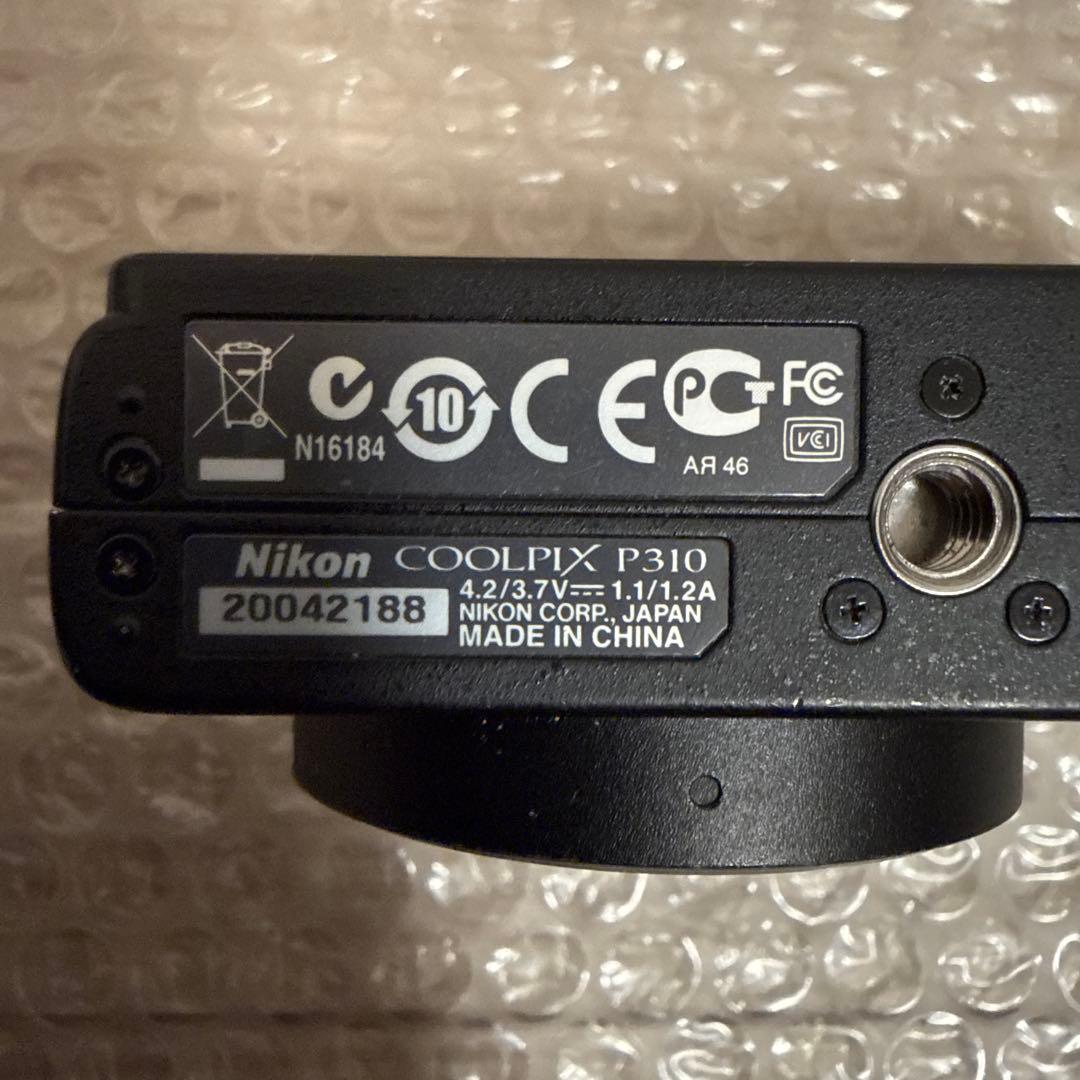 N16184
10
CE
PCT
АЯ 46
FC
VCCI
Nikon COOLPIX P310
20042188
4.2/3.7V⎓1.1/1.2A
NIKON CORP., JAPAN
MADE IN CHINA